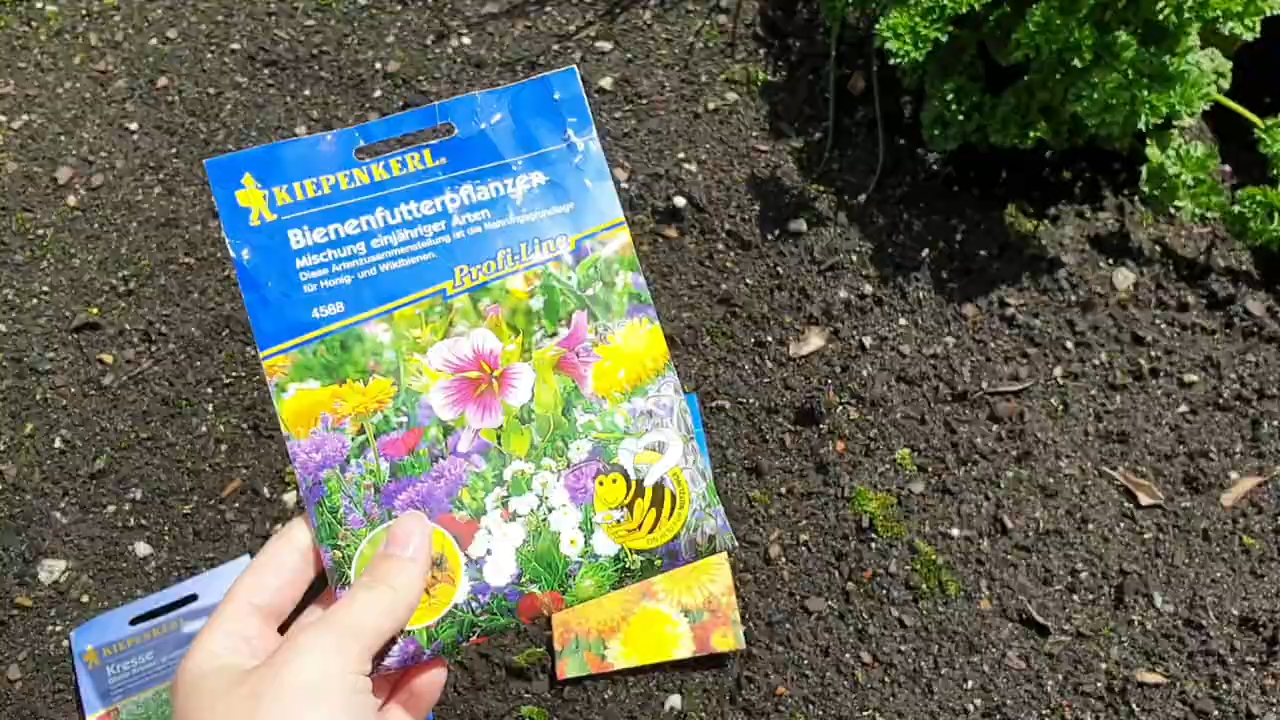 KIEPENKERL®
Bienenfutterpflanzen
Mischung einjähriger Arten
Diese Artenzusammenstellung ist die Nahrungsgrundlage
für Honig- und Wildbienen.
Profi-Line
4588
KIEPENKERL
Kresse